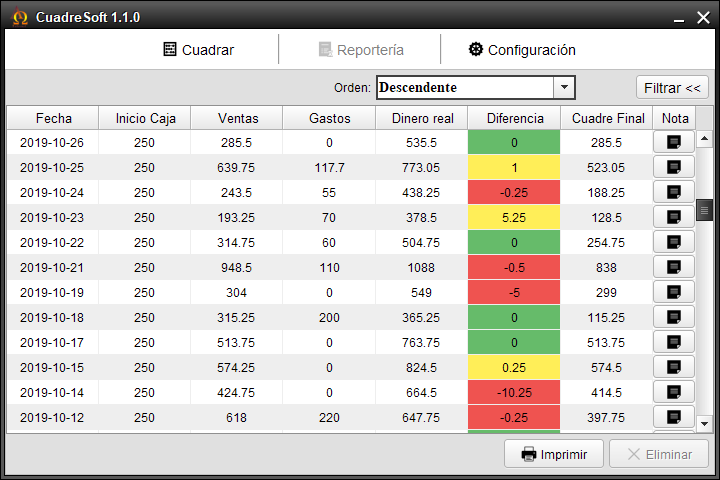 CuadreSoft 1.1.0
Cuadrar Reportería Configuración
Orden: Descendente Filtrar <<
Fecha Inicio Caja Ventas Gastos Dinero real Diferencia Cuadre Final Nota
2019-10-26 250 285.5 0 535.5 0 285.5
2019-10-25 250 639.75 117.7 773.05 1 523.05
2019-10-24 250 243.5 55 438.25 -0.25 188.25
2019-10-23 250 193.25 70 378.5 5.25 128.5
2019-10-22 250 314.75 60 504.75 0 254.75
2019-10-21 250 948.5 110 1088 -0.5 838
2019-10-19 250 304 0 549 -5 299
2019-10-18 250 315.25 200 365.25 0 115.25
2019-10-17 250 513.75 0 763.75 0 513.75
2019-10-15 250 574.25 0 824.5 0.25 574.5
2019-10-14 250 424.75 0 664.5 -10.25 414.5
2019-10-12 250 618 220 647.75 -0.25 397.75
Imprimir Eliminar